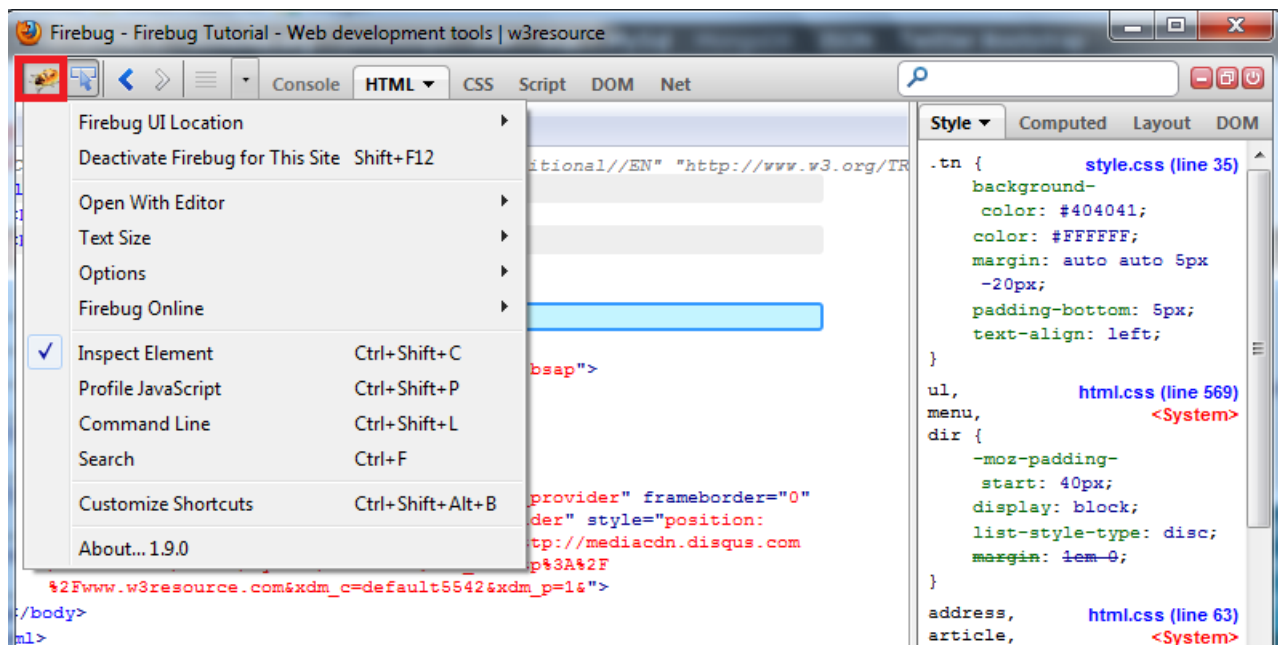 Firebug - Firebug Tutorial - Web development tools | w3resource
Console HTML CSS Script DOM Net
Firebug UI Location
Deactivate Firebug for This Site Shift+F12
Open With Editor
Text Size
Options
Firebug Online
Inspect Element Ctrl+Shift+C
Profile JavaScript Ctrl+Shift+P
Command Line Ctrl+Shift+L
Search Ctrl+F
Customize Shortcuts Ctrl+Shift+Alt+B
About... 1.9.0
itional//EN" "http://www.w3.org/TR
bsap">
provider" frameborder="0"
der" style="position:
tp://mediacdn.disqus.com
p%3A%2F
%2Fwww.w3resource.com&xdm_c=default5542&xdm_p=1&">
/body>
ml>
Style Computed Layout DOM
.tn { style.css (line 35)
background-
color: #404041;
color: #FFFFFF;
margin: auto auto 5px
-20px;
padding-bottom: 5px;
text-align: left;
}
ul, html.css (line 569)
menu, <System>
dir {
-moz-padding-
start: 40px;
display: block;
list-style-type: disc;
margin: 1em 0;
}
address, html.css (line 63)
article, <System>